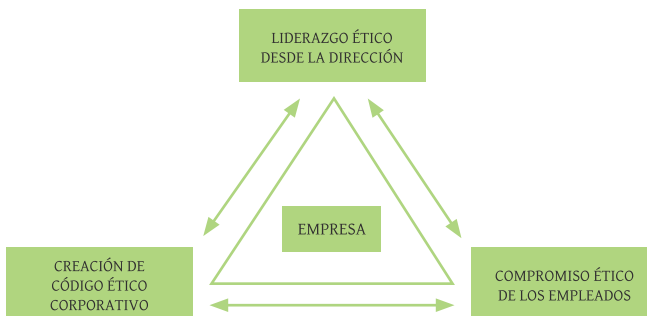 LIDERAZGO ÉTICO
DESDE LA DIRECCIÓN
EMPRESA
CREACIÓN DE
CÓDIGO ÉTICO
CORPORATIVO
COMPROMISO ÉTICO
DE LOS EMPLEADOS